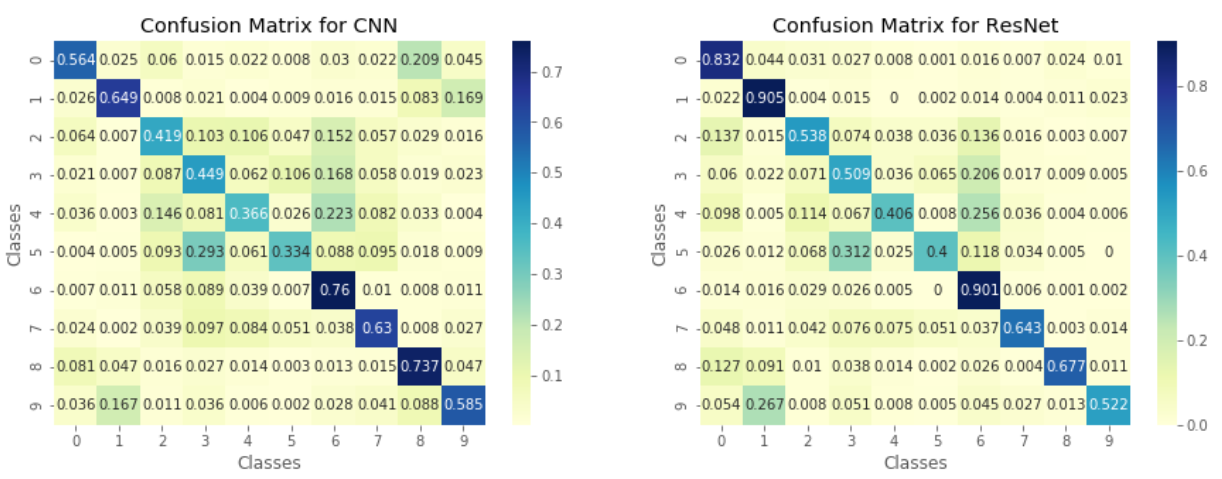 Confusion Matrix for CNN
0 0.564 0.025 0.06 0.015 0.022 0.008 0.03 0.022 0.209 0.045
1 0.026 0.649 0.008 0.021 0.004 0.009 0.016 0.015 0.083 0.169
2 0.064 0.007 0.419 0.103 0.106 0.047 0.152 0.057 0.029 0.016
3 0.021 0.007 0.087 0.449 0.062 0.106 0.168 0.058 0.019 0.023
4 0.036 0.003 0.146 0.081 0.366 0.026 0.223 0.082 0.033 0.004
5 0.004 0.005 0.093 0.293 0.061 0.334 0.088 0.095 0.018 0.009
6 0.007 0.011 0.058 0.089 0.039 0.007 0.76 0.01 0.008 0.011
7 0.024 0.002 0.039 0.097 0.084 0.051 0.038 0.63 0.008 0.027
8 0.081 0.047 0.016 0.027 0.014 0.003 0.013 0.015 0.737 0.047
9 0.036 0.167 0.011 0.036 0.006 0.002 0.028 0.041 0.088 0.585
0 1 2 3 4 5 6 7 8 9
Classes
Classes
0.7
0.6
0.5
0.4
0.3
0.2
0.1
Confusion Matrix for ResNet
0 0.832 0.044 0.031 0.027 0.008 0.001 0.016 0.007 0.024 0.01
1 0.022 0.905 0.004 0.015 0 0.002 0.014 0.004 0.011 0.023
2 0.137 0.015 0.538 0.074 0.038 0.036 0.136 0.016 0.003 0.007
3 0.06 0.022 0.071 0.509 0.036 0.065 0.206 0.017 0.009 0.005
4 0.098 0.005 0.114 0.067 0.406 0.008 0.256 0.036 0.004 0.006
5 0.026 0.012 0.068 0.312 0.025 0.4 0.118 0.034 0.005 0
6 0.014 0.016 0.029 0.026 0.005 0 0.901 0.006 0.001 0.002
7 0.048 0.011 0.042 0.076 0.075 0.051 0.037 0.643 0.003 0.014
8 0.127 0.091 0.01 0.038 0.014 0.002 0.026 0.004 0.677 0.011
9 0.054 0.267 0.008 0.051 0.008 0.005 0.045 0.027 0.013 0.522
0 1 2 3 4 5 6 7 8 9
Classes
Classes
0.8
0.6
0.4
0.2
0.0